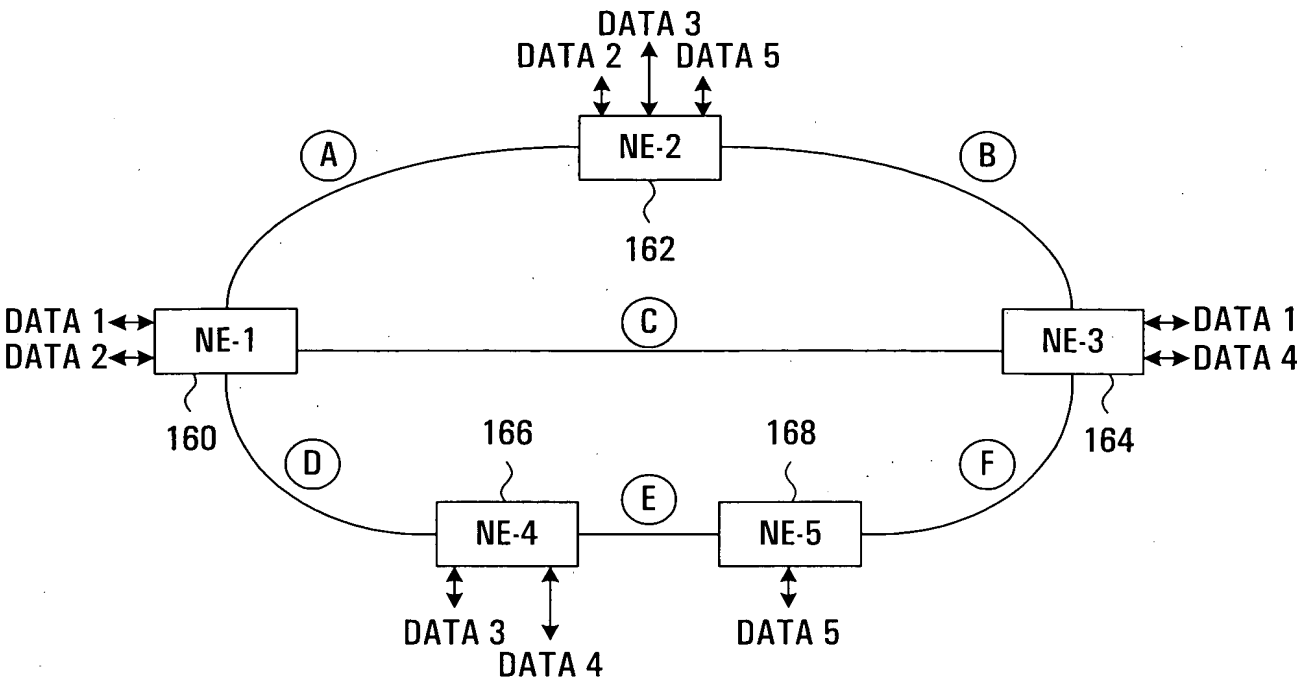 DATA 3
DATA 2
DATA 5
NE-2
A
B
162
DATA 1
DATA 2
NE-1
C
NE-3
DATA 1
DATA 4
160
164
166
168
D
E
F
NE-4
NE-5
DATA 3
DATA 4
DATA 5